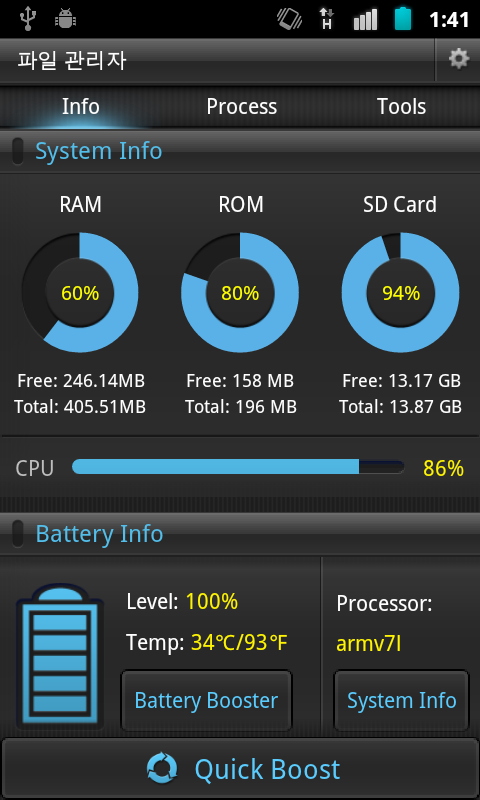 H 1:41
파일 관리자
Info Process Tools
System Info
RAM ROM SD Card
60% 80% 94%
Free: 246.14MB Free: 158 MB Free: 13.17 GB
Total: 405.51MB Total: 196 MB Total: 13.87 GB
CPU 86%
Battery Info
Level: 100% Processor:
Temp: 34℃/93℉ armv7l
Battery Booster System Info
Quick Boost